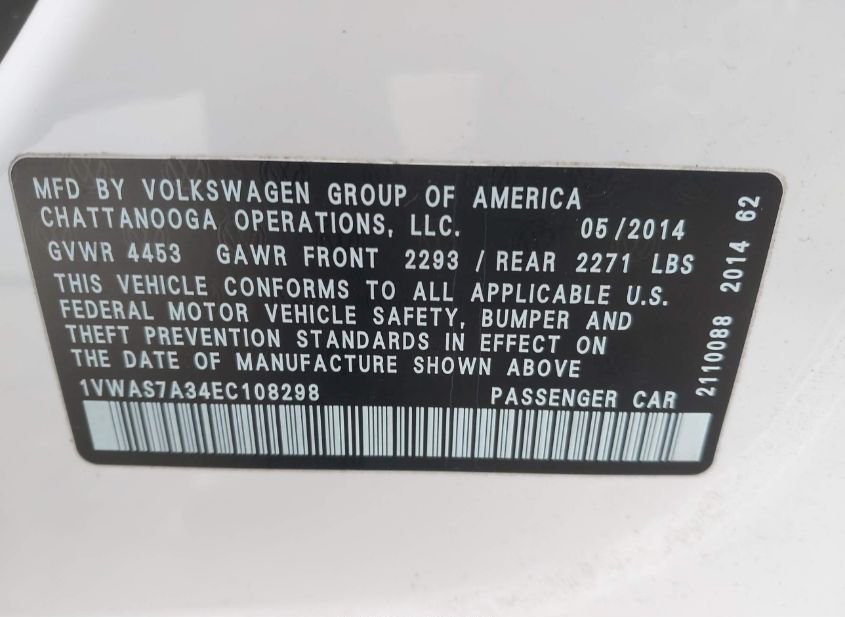 MFD BY VOLKSWAGEN GROUP OF AMERICA
CHATTANOOGA OPERATIONS, LLC. 05/2014
GVWR 4453 GAWR FRONT 2293 / REAR 2271 LBS
THIS VEHICLE CONFORMS TO ALL APPLICABLE U.S.
FEDERAL MOTOR VEHICLE SAFETY, BUMPER AND
THEFT PREVENTION STANDARDS IN EFFECT ON
THE DATE OF MANUFACTURE SHOWN ABOVE
1VWAS7A34EC108298 PASSENGER CAR
2110088 2014 62